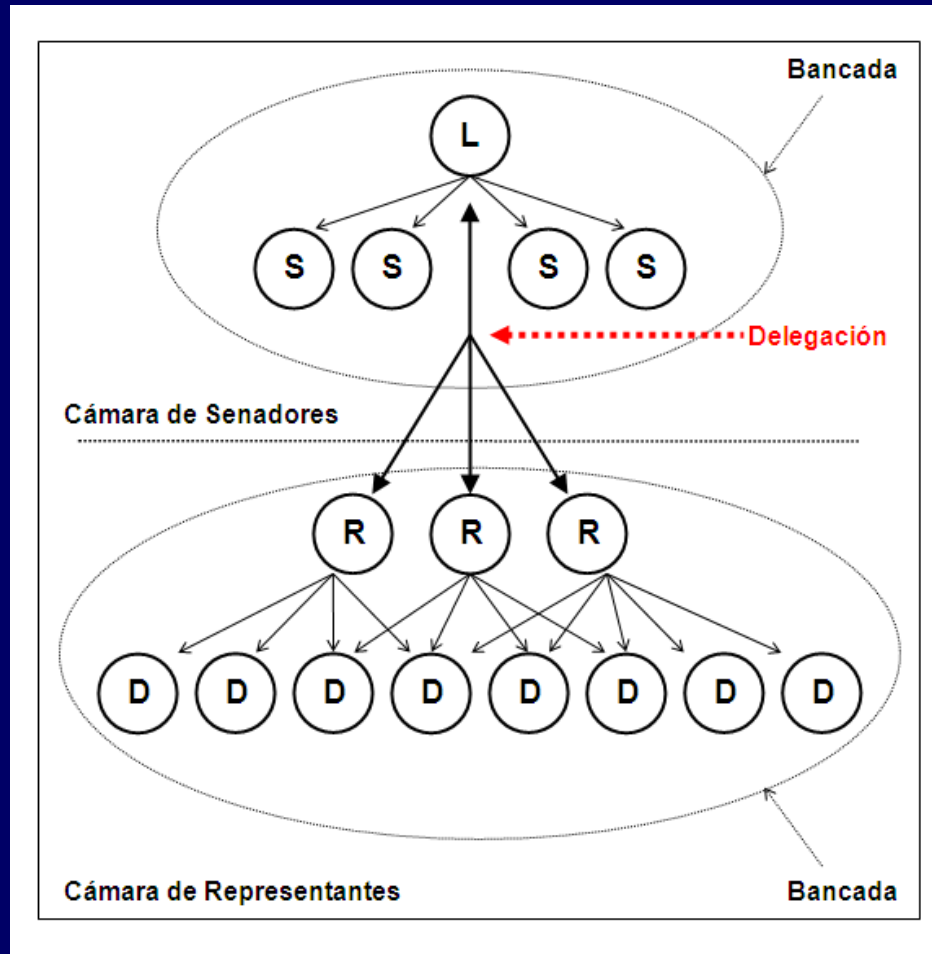 Bancada
L
S S S S
Delegación
Cámara de Senadores
R R R
D D D D D D D D
Cámara de Representantes
Bancada